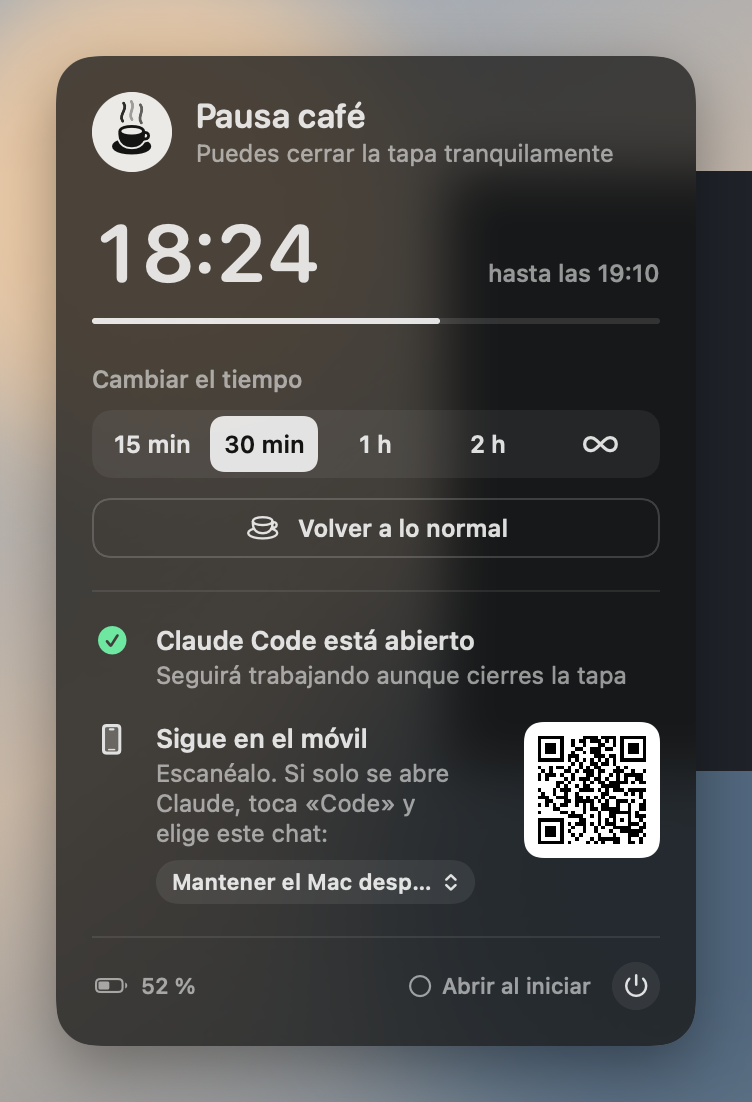 Pausa café
Puedes cerrar la tapa tranquilamente
18:24
hasta las 19:10
Cambiar el tiempo
15 min 30 min 1 h 2 h ∞
Volver a lo normal
Claude Code está abierto
Seguirá trabajando aunque cierres la tapa
Sigue en el móvil
Escanéalo. Si solo se abre
Claude, toca «Code» y
elige este chat:
Mantener el Mac desp...
52 %
Abrir al iniciar